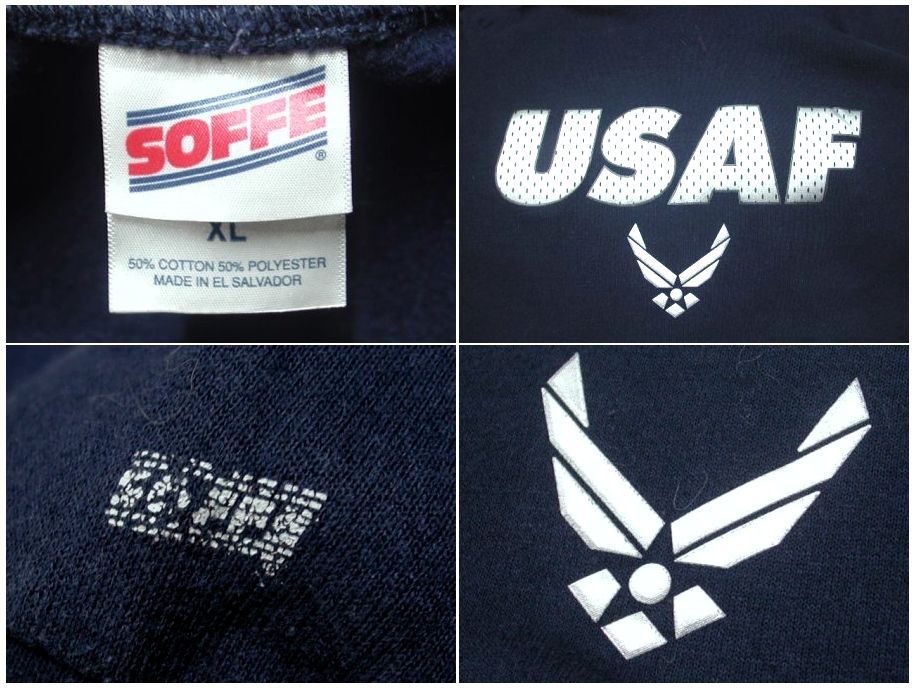 SOFFE
®
XL
50% COTTON 50% POLYESTER
MADE IN EL SALVADOR
USAF